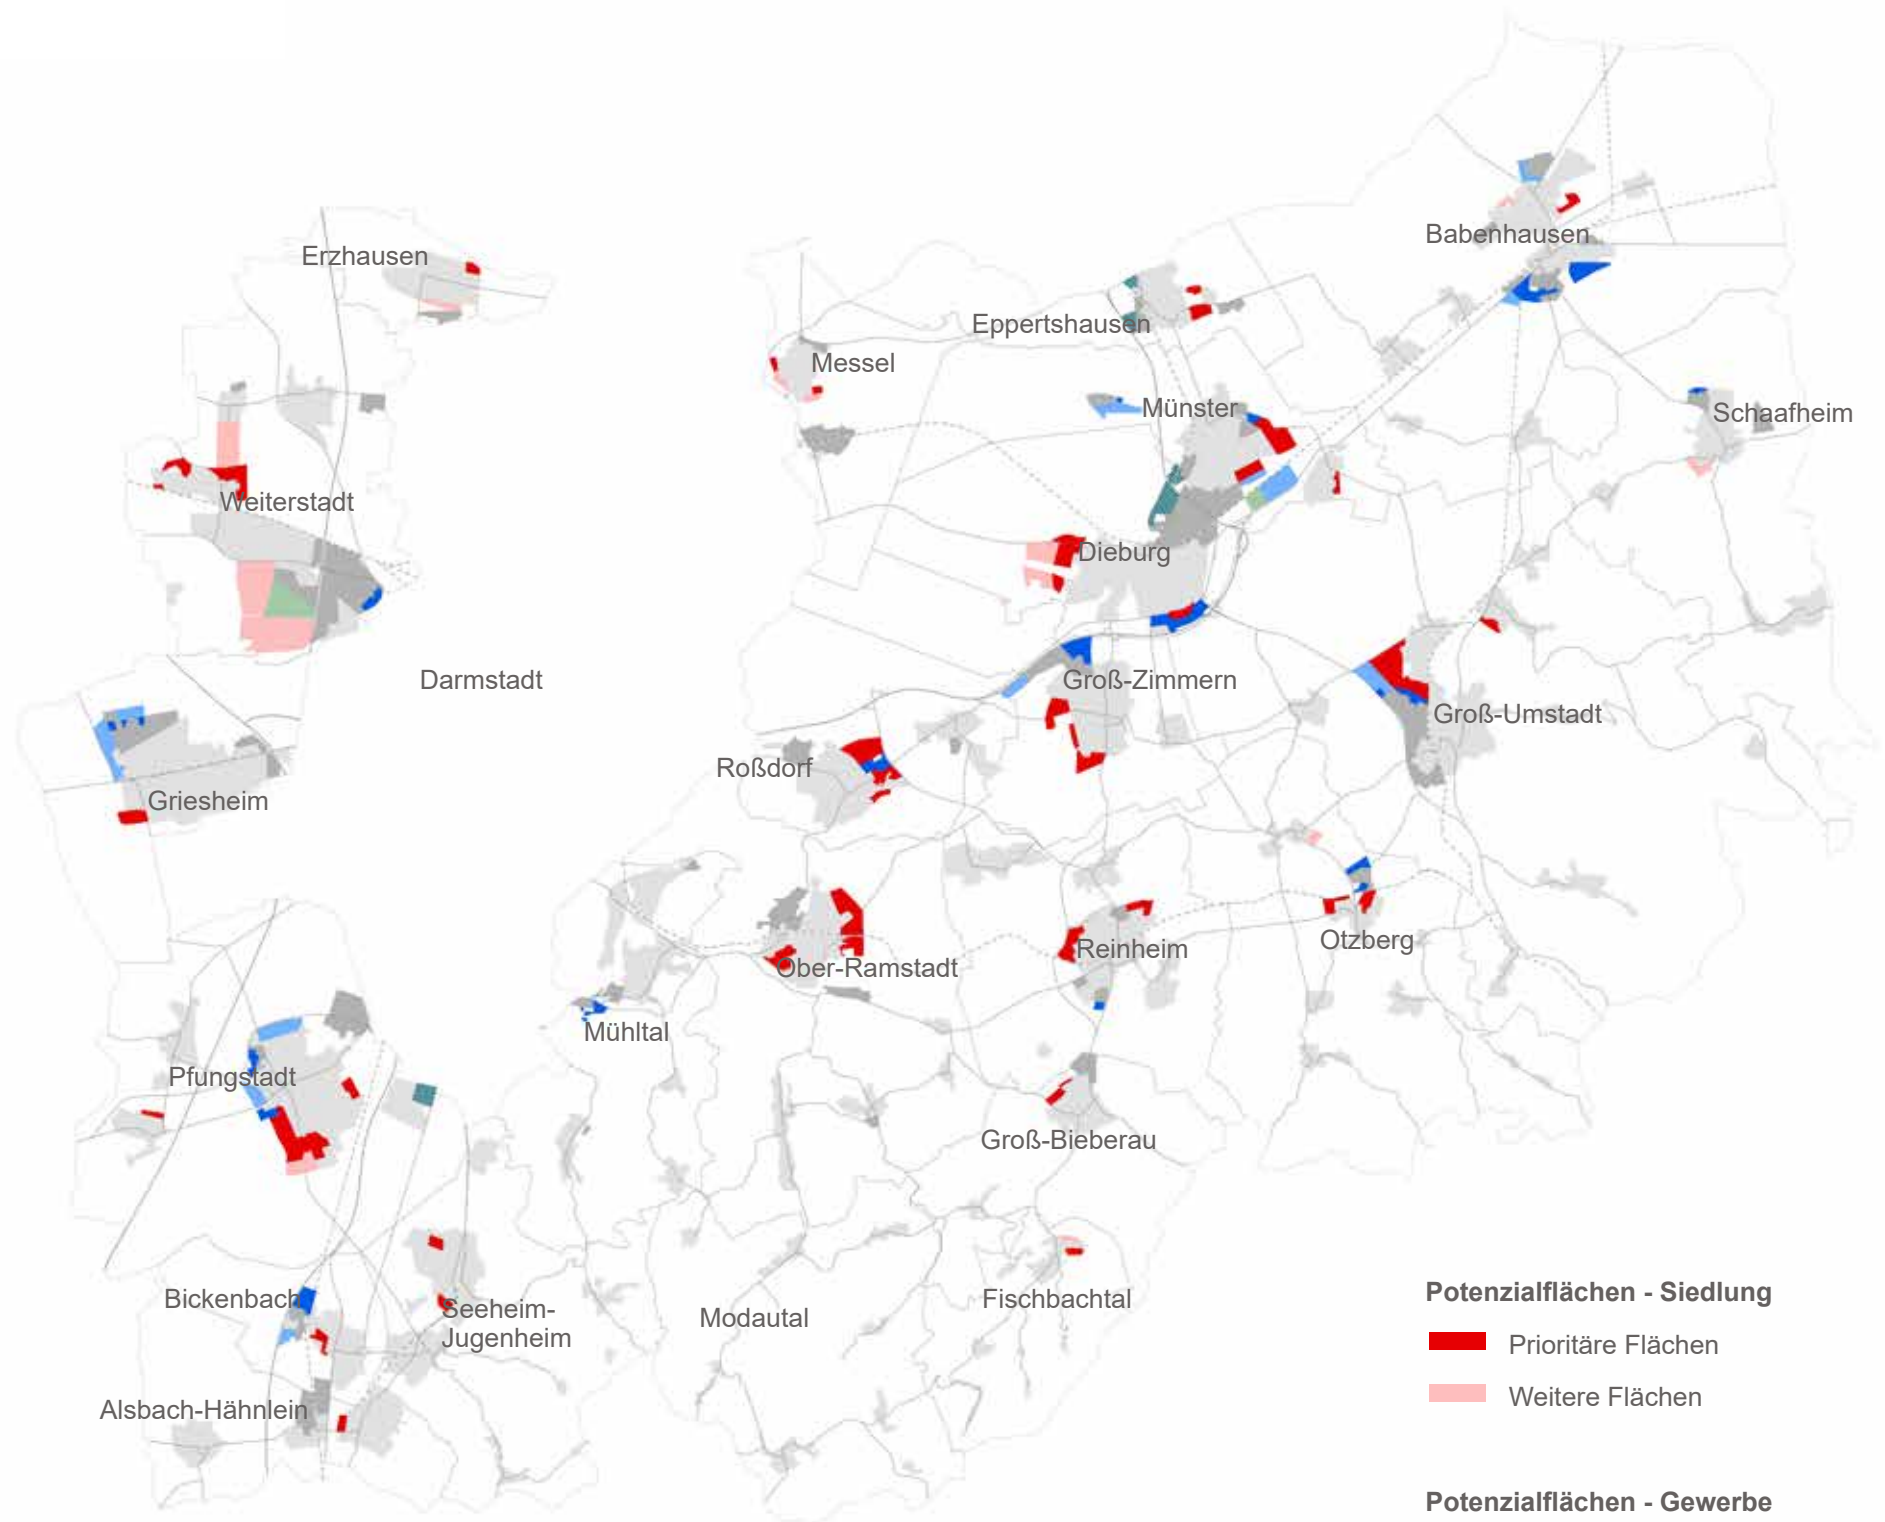 Babenhausen
Erzhausen
Eppertshausen
Messel
Münster
Schaafheim
Weiterstadt
Dieburg
Darmstadt
Groß-Zimmern
Groß-Umstadt
Roßdorf
Griesheim
Otzberg
Reinheim
Ober-Ramstadt
Mühltal
Pfungstadt
Groß-Bieberau
Bickenbach
Seeheim-
Jugenheim
Modautal
Fischbachtal
Alsbach-Hähnlein
Potenzialflächen - Siedlung
Prioritäre Flächen
Weitere Flächen
Potenzialflächen - Gewerbe